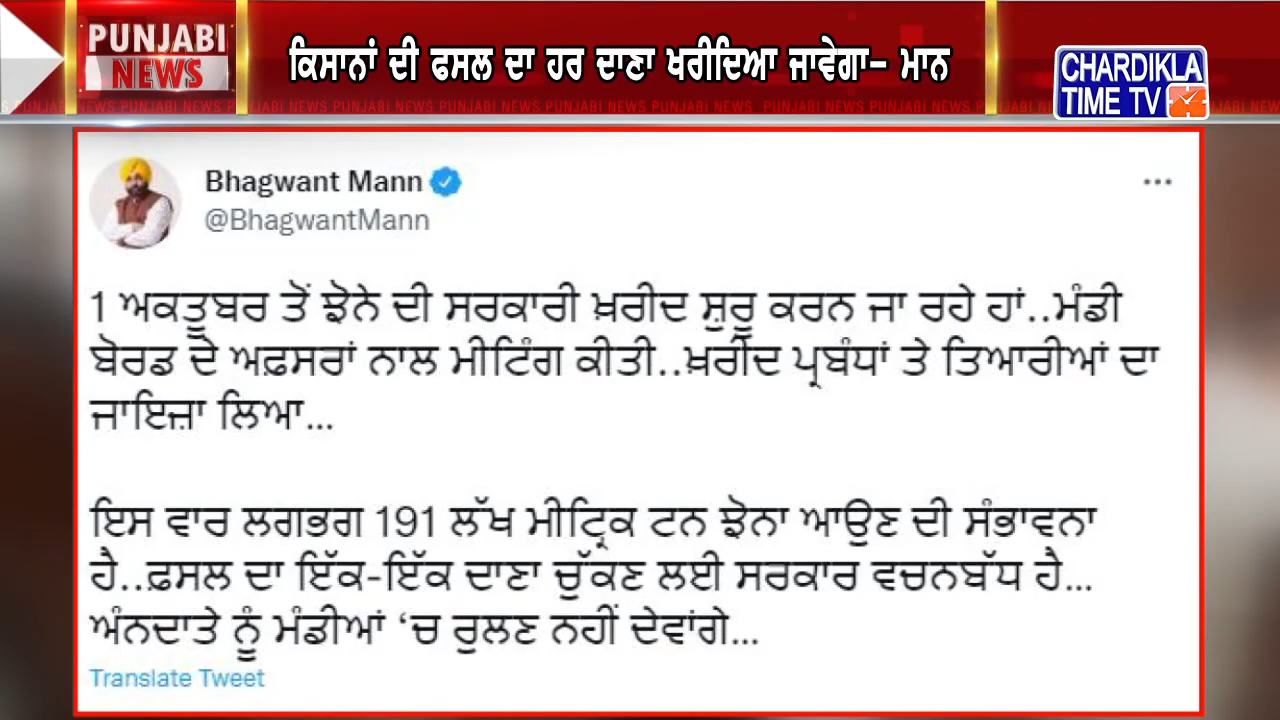 PUNJABI
NEWS
ਕਿਸਾਨਾਂ ਦੀ ਫਸਲ ਦਾ ਹਰ ਦਾਣਾ ਖਰੀਦਿਆ ਜਾਵੇਗਾ- ਮਾਨ
CHARDIKLA
TIME TV
Bhagwant Mann
@BhagwantMann
1 ਅਕਤੂਬਰ ਤੋਂ ਝੋਨੇ ਦੀ ਸਰਕਾਰੀ ਖ਼ਰੀਦ ਸ਼ੁਰੂ ਕਰਨ ਜਾ ਰਹੇ ਹਾਂ..ਮੰਡੀ
ਬੋਰਡ ਦੇ ਅਫ਼ਸਰਾਂ ਨਾਲ ਮੀਟਿੰਗ ਕੀਤੀ..ਖ਼ਰੀਦ ਪ੍ਰਬੰਧਾਂ ਤੇ ਤਿਆਰੀਆਂ ਦਾ
ਜਾਇਜ਼ਾ ਲਿਆ...
ਇਸ ਵਾਰ ਲਗਭਗ 191 ਲੱਖ ਮੀਟ੍ਰਿਕ ਟਨ ਝੋਨਾ ਆਉਣ ਦੀ ਸੰਭਾਵਨਾ
ਹੈ..ਫ਼ਸਲ ਦਾ ਇੱਕ-ਇੱਕ ਦਾਣਾ ਚੁੱਕਣ ਲਈ ਸਰਕਾਰ ਵਚਨਬੱਧ ਹੈ...
ਅੰਨਦਾਤੇ ਨੂੰ ਮੰਡੀਆਂ ‘ਚ ਰੁਲਣ ਨਹੀਂ ਦੇਵਾਂਗੇ...
Translate Tweet